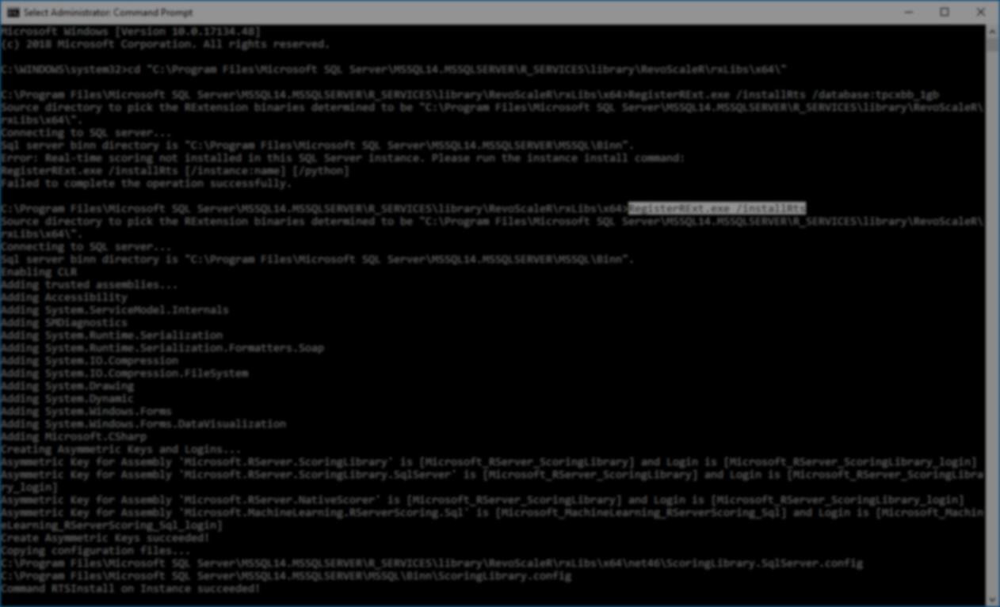 Select Administrator: Command Prompt
Microsoft Windows [Version 10.0.17134.48]
(c) 2018 Microsoft Corporation. All rights reserved.
C:\WINDOWS\system32>cd "C:\Program Files\Microsoft SQL Server\MSSQL14.MSSQLSERVER\R_SERVICES\library\RevoScaleR\rxLibs\x64\"
C:\Program Files\Microsoft SQL Server\MSSQL14.MSSQLSERVER\R_SERVICES\library\RevoScaleR\rxLibs\x64>RegisterRExt.exe /installRts /database:tpcxbb_1gb
Source directory to pick the RExtension binaries determined to be "C:\Program Files\Microsoft SQL Server\MSSQL14.MSSQLSERVER\R_SERVICES\library\RevoScaleR\
rxLibs\x64\".
Connecting to SQL server...
Sql server binn directory is "C:\Program Files\Microsoft SQL Server\MSSQL14.MSSQLSERVER\MSSQL\Binn".
Error: Real-time scoring not installed in this SQL Server instance. Please run the instance install command:
RegisterRExt.exe /installRts [/instance:name] [/python]
Failed to complete the operation successfully.
C:\Program Files\Microsoft SQL Server\MSSQL14.MSSQLSERVER\R_SERVICES\library\RevoScaleR\rxLibs\x64>RegisterRExt.exe /installRts
Source directory to pick the RExtension binaries determined to be "C:\Program Files\Microsoft SQL Server\MSSQL14.MSSQLSERVER\R_SERVICES\library\RevoScaleR\
rxLibs\x64\".
Connecting to SQL server...
Sql server binn directory is "C:\Program Files\Microsoft SQL Server\MSSQL14.MSSQLSERVER\MSSQL\Binn".
Enabling CLR
Adding trusted assemblies...
Adding Accessibility
Adding System.ServiceModel.Internals
Adding SMDiagnostics
Adding System.Runtime.Serialization
Adding System.Runtime.Serialization.Formatters.Soap
Adding System.IO.Compression
Adding System.IO.Compression.FileSystem
Adding System.Drawing
Adding System.Dynamic
Adding System.Windows.Forms
Adding System.Windows.Forms.DataVisualization
Adding Microsoft.CSharp
Creating Asymmetric Keys and Logins...
Asymmetric Key for Assembly 'Microsoft.RServer.ScoringLibrary' is [Microsoft_RServer_ScoringLibrary] and Login is [Microsoft_RServer_ScoringLibrary_login]
Asymmetric Key for Assembly 'Microsoft.RServer.ScoringLibrary.SqlServer' is [Microsoft_RServer_ScoringLibrary] and Login is [Microsoft_RServer_ScoringLibra
ry_login]
Asymmetric Key for Assembly 'Microsoft.RServer.NativeScorer' is [Microsoft_RServer_ScoringLibrary] and Login is [Microsoft_RServer_ScoringLibrary_login]
Asymmetric Key for Assembly 'Microsoft.MachineLearning.RServerScoring.Sql' is [Microsoft_MachineLearning_RServerScoring_Sql] and Login is [Microsoft_Machin
eLearning_RServerScoring_Sql_login]
Create Asymmetric Keys succeeded!
Copying configuration files...
C:\Program Files\Microsoft SQL Server\MSSQL14.MSSQLSERVER\R_SERVICES\library\RevoScaleR\rxLibs\x64\net46\ScoringLibrary.SqlServer.config
C:\Program Files\Microsoft SQL Server\MSSQL14.MSSQLSERVER\MSSQL\Binn\ScoringLibrary.config
Command RTSInstall on Instance succeeded!